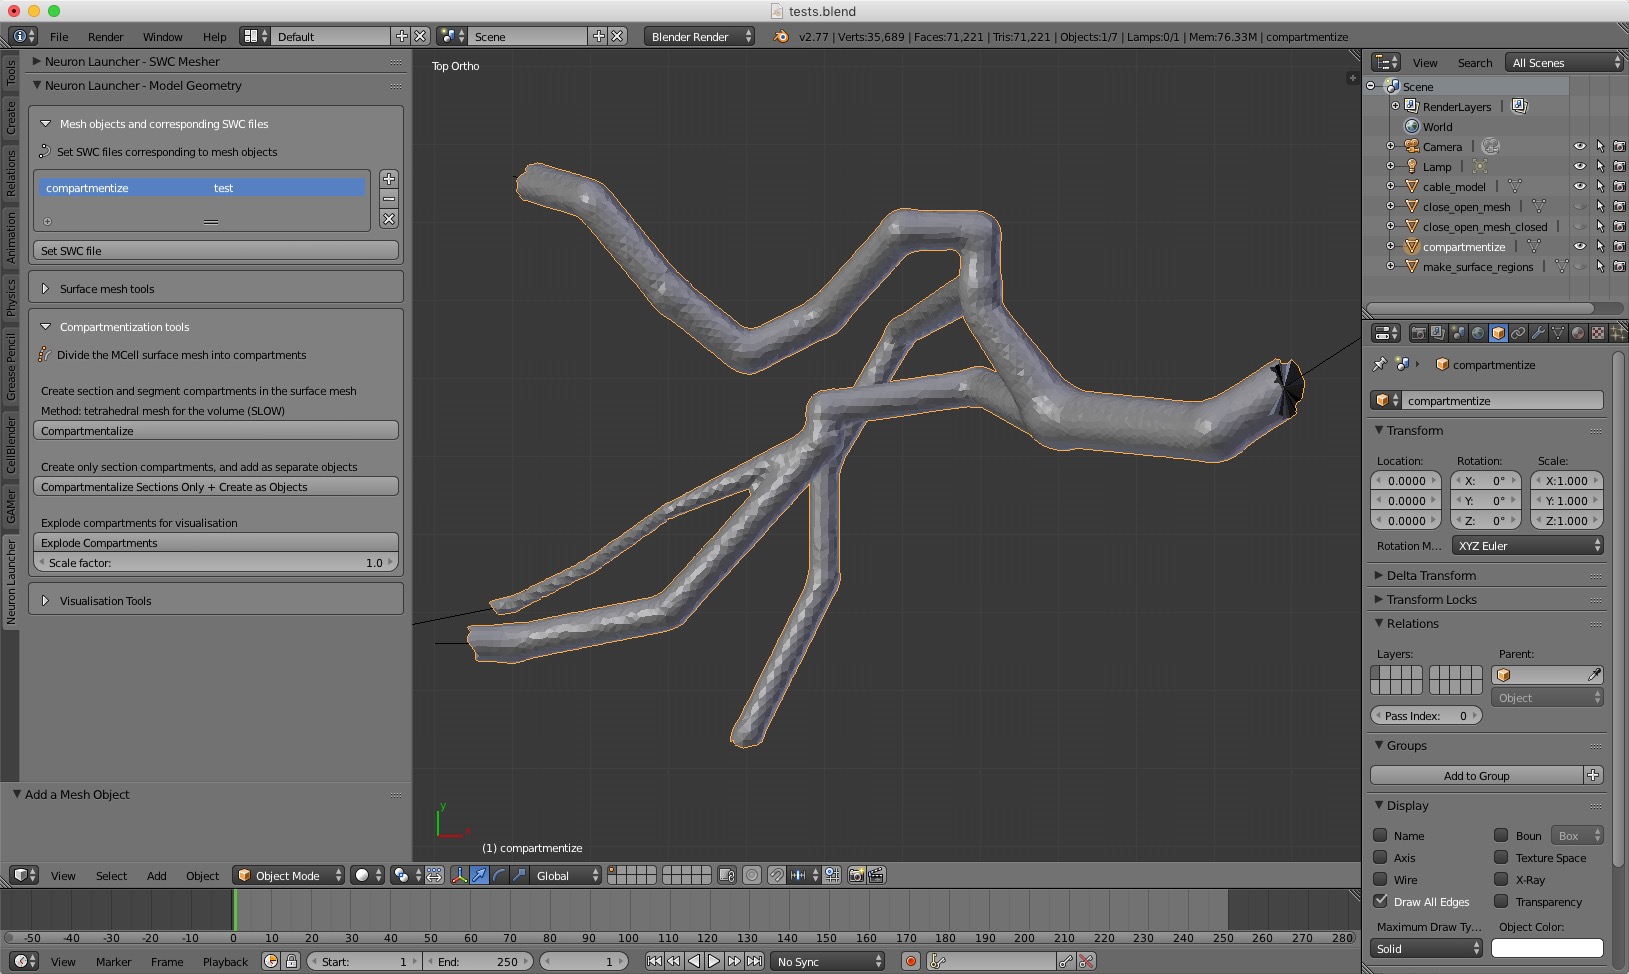 tests.blend
File Render Window Help Default Scene Blender Render v2.77 | Verts:35,689 | Faces:71,221 | Tris:71,221 | Objects:1/7 | Lamps:0/1 | Mem:76.33M | compartmentize
Tools
Create
Relations
Animation
Physics
Grease Pencil
CellBlender
GAMer
Neuron Launcher
Neuron Launcher - SWC Mesher
Neuron Launcher - Model Geometry
Mesh objects and corresponding SWC files
Set SWC files corresponding to mesh objects
compartmentize test
Set SWC file
Surface mesh tools
Compartmentization tools
Divide the MCell surface mesh into compartments
Create section and segment compartments in the surface mesh
Method: tetrahedral mesh for the volume (SLOW)
Compartmentalize
Create only section compartments, and add as separate objects
Compartmentalize Sections Only + Create as Objects
Explode compartments for visualisation
Explode Compartments
Scale factor: 1.0
Visualisation Tools
Add a Mesh Object
Top Ortho
y
x
(1) compartmentize
View Select Add Object Object Mode Global
-50 -40 -30 -20 -10 0 10 20 30 40 50 60 70 80 90 100 110 120 130 140 150 160 170 180 190 200 210 220 230 240 250 260 270 280
View Marker Frame Playback Start: 1 End: 250 1 No Sync
View Search All Scenes
Scene
RenderLayers |
World
Camera |
Lamp |
cable_model |
close_open_mesh |
close_open_mesh_closed |
compartmentize |
make_surface_regions |
compartmentize
compartmentize
Transform
Location: Rotation: Scale:
0.0000 X: 0° X:1.000
0.0000 Y: 0° Y:1.000
0.0000 Z: 0° Z:1.000
Rotation M... XYZ Euler
Delta Transform
Transform Locks
Relations
Layers: Parent:
Object
Pass Index: 0
Groups
Add to Group
Display
Name Boun Box
Axis Texture Space
Wire X-Ray
Draw All Edges Transparency
Maximum Draw Ty... Object Color:
Solid